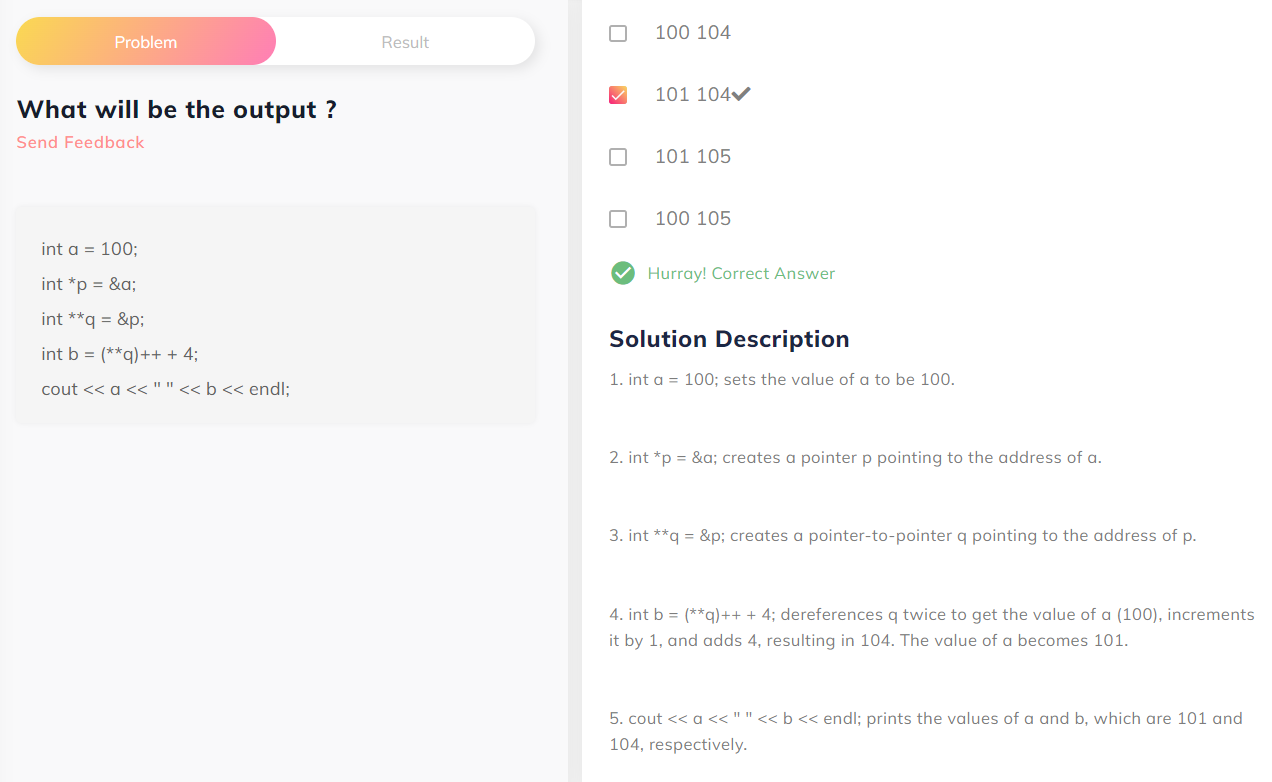 Problem
Result
What will be the output ?
Send Feedback
int a = 100;
int *p = &a;
int **q = &p;
int b = (**q)++ + 4;
cout << a << " " << b << endl;
100 104
101 104
101 105
100 105
Hurray! Correct Answer
Solution Description
1. int a = 100; sets the value of a to be 100.
2. int *p = &a; creates a pointer p pointing to the address of a.
3. int **q = &p; creates a pointer-to-pointer q pointing to the address of p.
4. int b = (**q)++ + 4; dereferences q twice to get the value of a (100), increments
it by 1, and adds 4, resulting in 104. The value of a becomes 101.
5. cout << a << " " << b << endl; prints the values of a and b, which are 101 and
104, respectively.